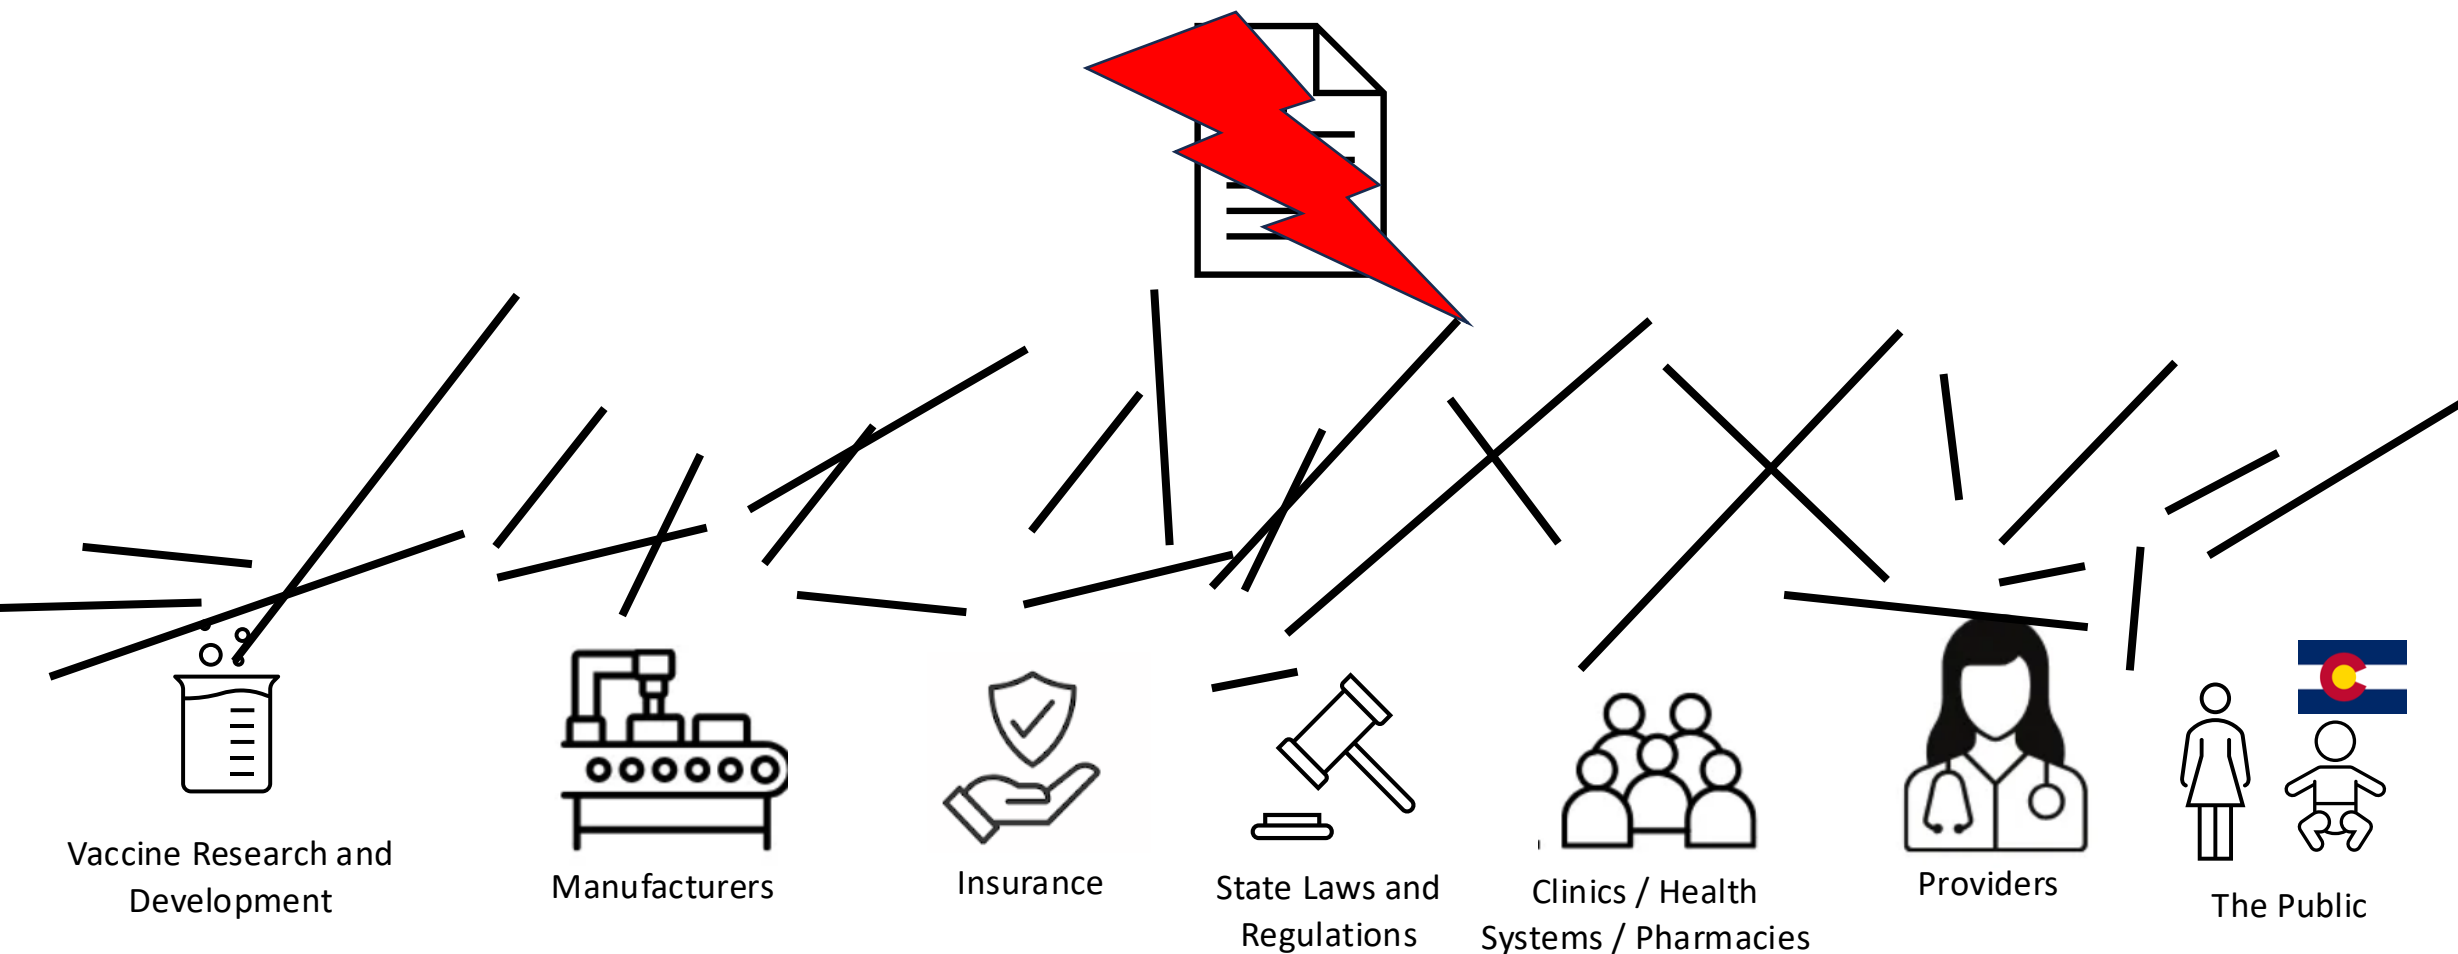 Vaccine Research and
Development
Manufacturers
Insurance
State Laws and
Regulations
Clinics / Health
Systems / Pharmacies
Providers
The Public